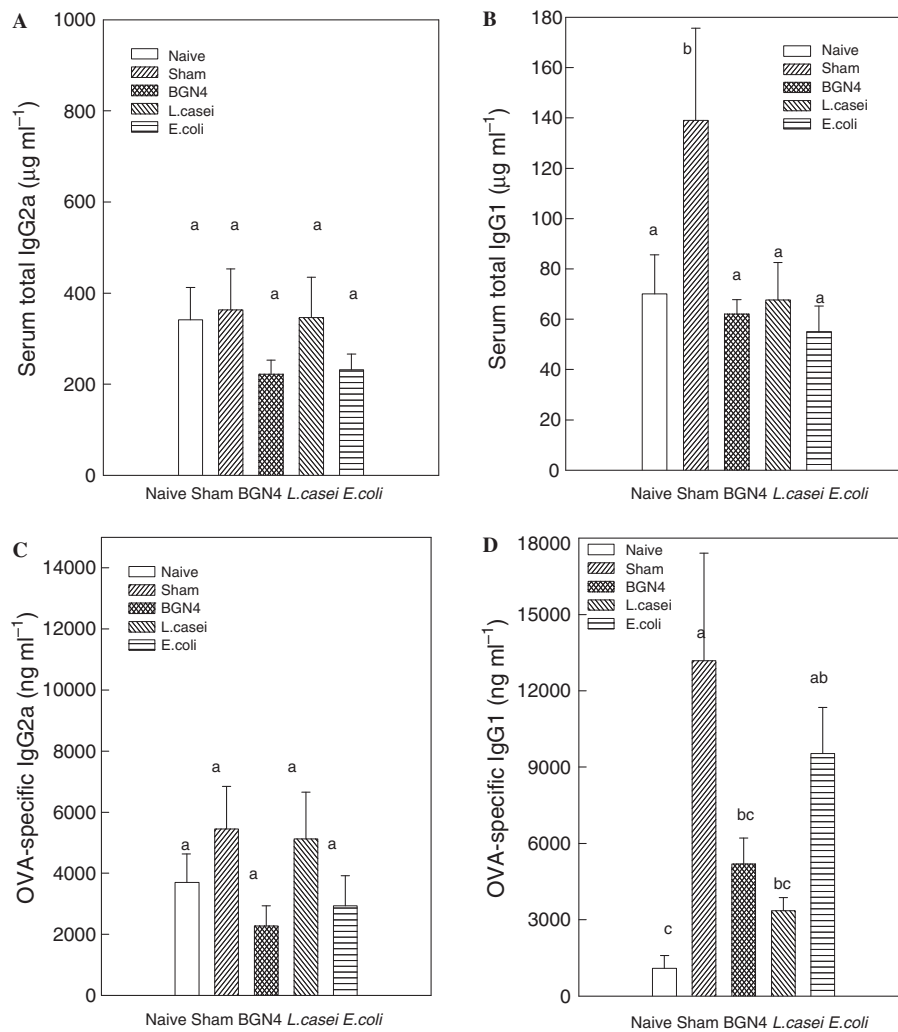 A
1000
800
600
400
200
0
Serum total IgG2a (µg ml⁻¹)
Naive
Sham
BGN4
L.casei
E.coli
a a a a a
Naive Sham BGN4 L.casei E.coli
B
180
160
140
120
100
80
60
40
20
0
Serum total IgG1 (µg ml⁻¹)
Naive
Sham
BGN4
L.casei
E.coli
a b a a a
Naive Sham BGN4 L.casei E.coli
C
14000
12000
10000
8000
6000
4000
2000
0
OVA-specific IgG2a (ng ml⁻¹)
Naive
Sham
BGN4
L.casei
E.coli
a a a a a
Naive Sham BGN4 L.casei E.coli
D
18000
15000
12000
9000
6000
3000
0
OVA-specific IgG1 (ng ml⁻¹)
Naive
Sham
BGN4
L.casei
E.coli
c a bc bc ab
Naive Sham BGN4 L.casei E.coli